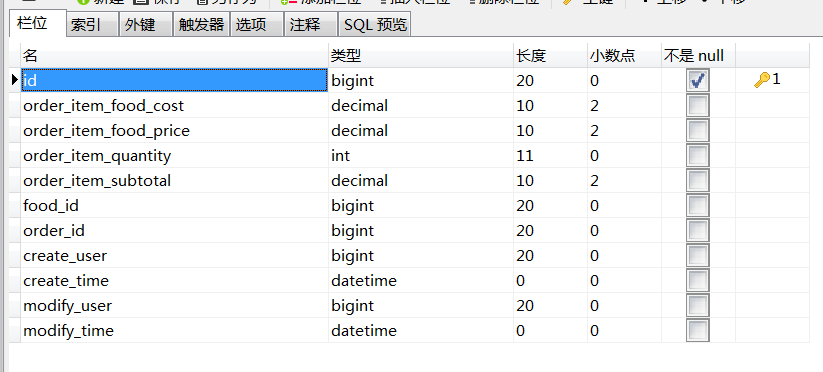 栏位 索引 外键 触发器 选项 注释 SQL 预览
名 类型 长度 小数点 不是 null
id bigint 20 0 1
order_item_food_cost decimal 10 2
order_item_food_price decimal 10 2
order_item_quantity int 11 0
order_item_subtotal decimal 10 2
food_id bigint 20 0
order_id bigint 20 0
create_user bigint 20 0
create_time datetime 0 0
modify_user bigint 20 0
modify_time datetime 0 0